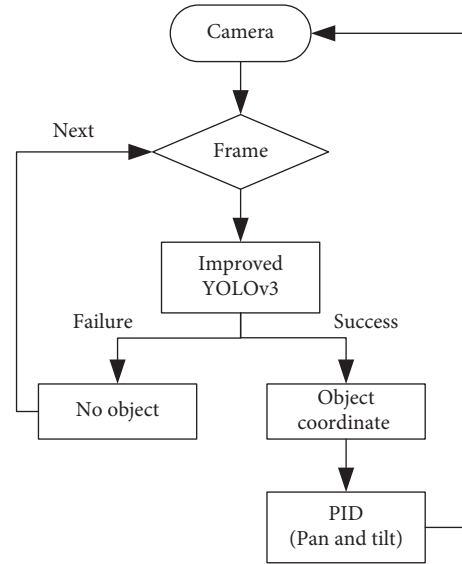 Camera
Next
Frame
Improved
YOLOv3
Failure
Success
No object
Object
coordinate
PID
(Pan and tilt)